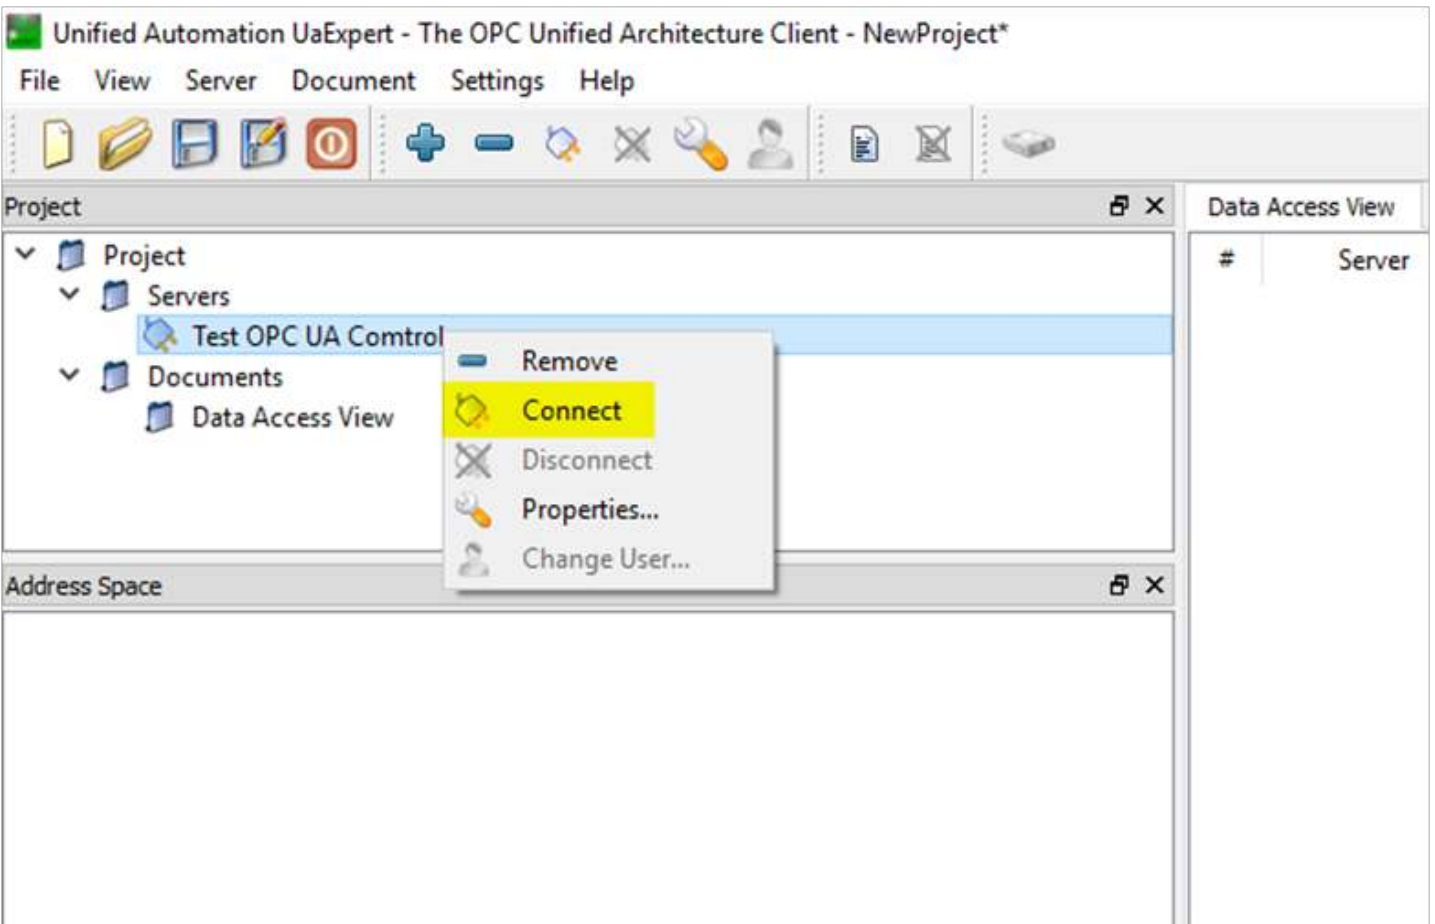 Unified Automation UaExpert - The OPC Unified Architecture Client - NewProject*
File View Server Document Settings Help
Project
Data Access View
Project
# Server
Servers
Test OPC UA Comtrol
Remove
Documents
Connect
Data Access View
Disconnect
Properties...
Change User...
Address Space